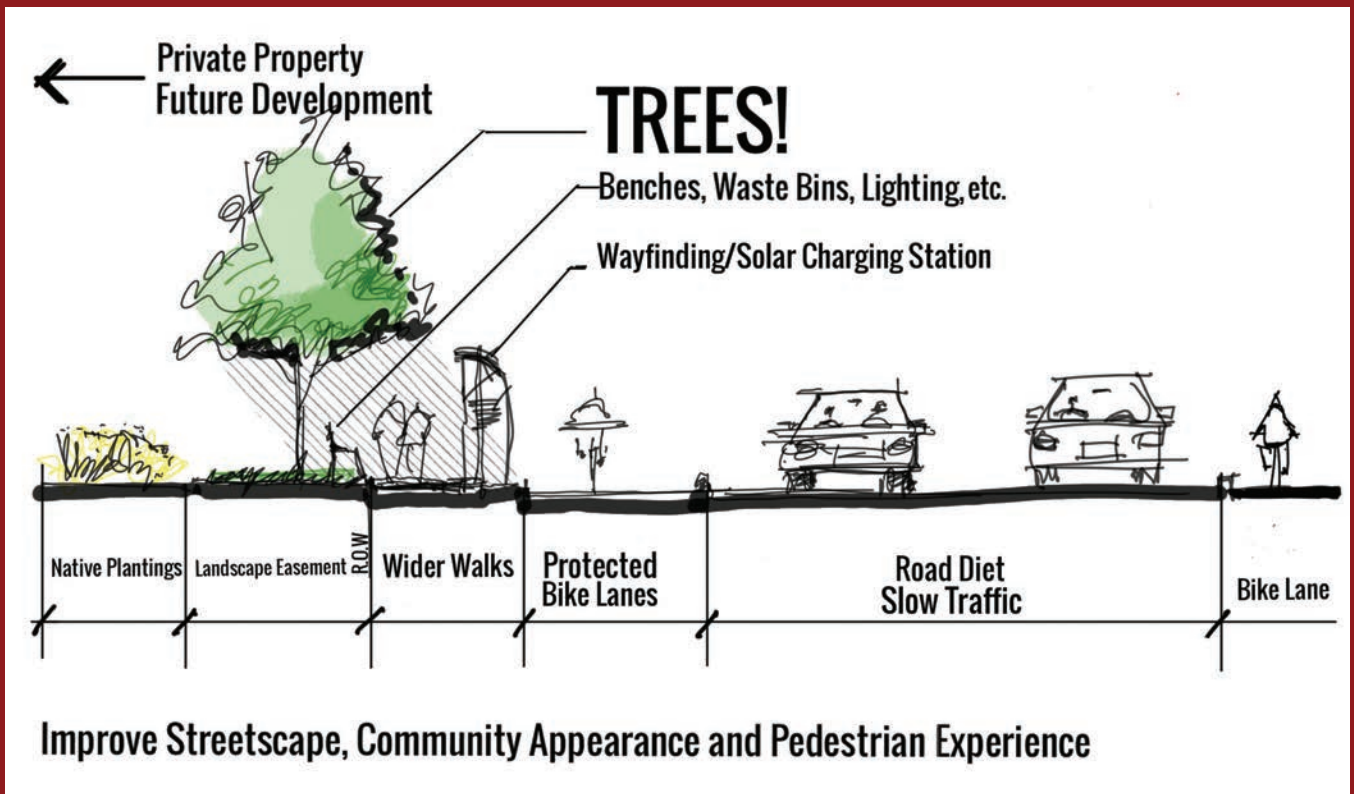 Private Property
Future Development
TREES!
Benches, Waste Bins, Lighting, etc.
Wayfinding/Solar Charging Station
Native Plantings
Landscape Easement
R.O.W
Wider Walks
Protected
Bike Lanes
Road Diet
Slow Traffic
Bike Lane
Improve Streetscape, Community Appearance and Pedestrian Experience